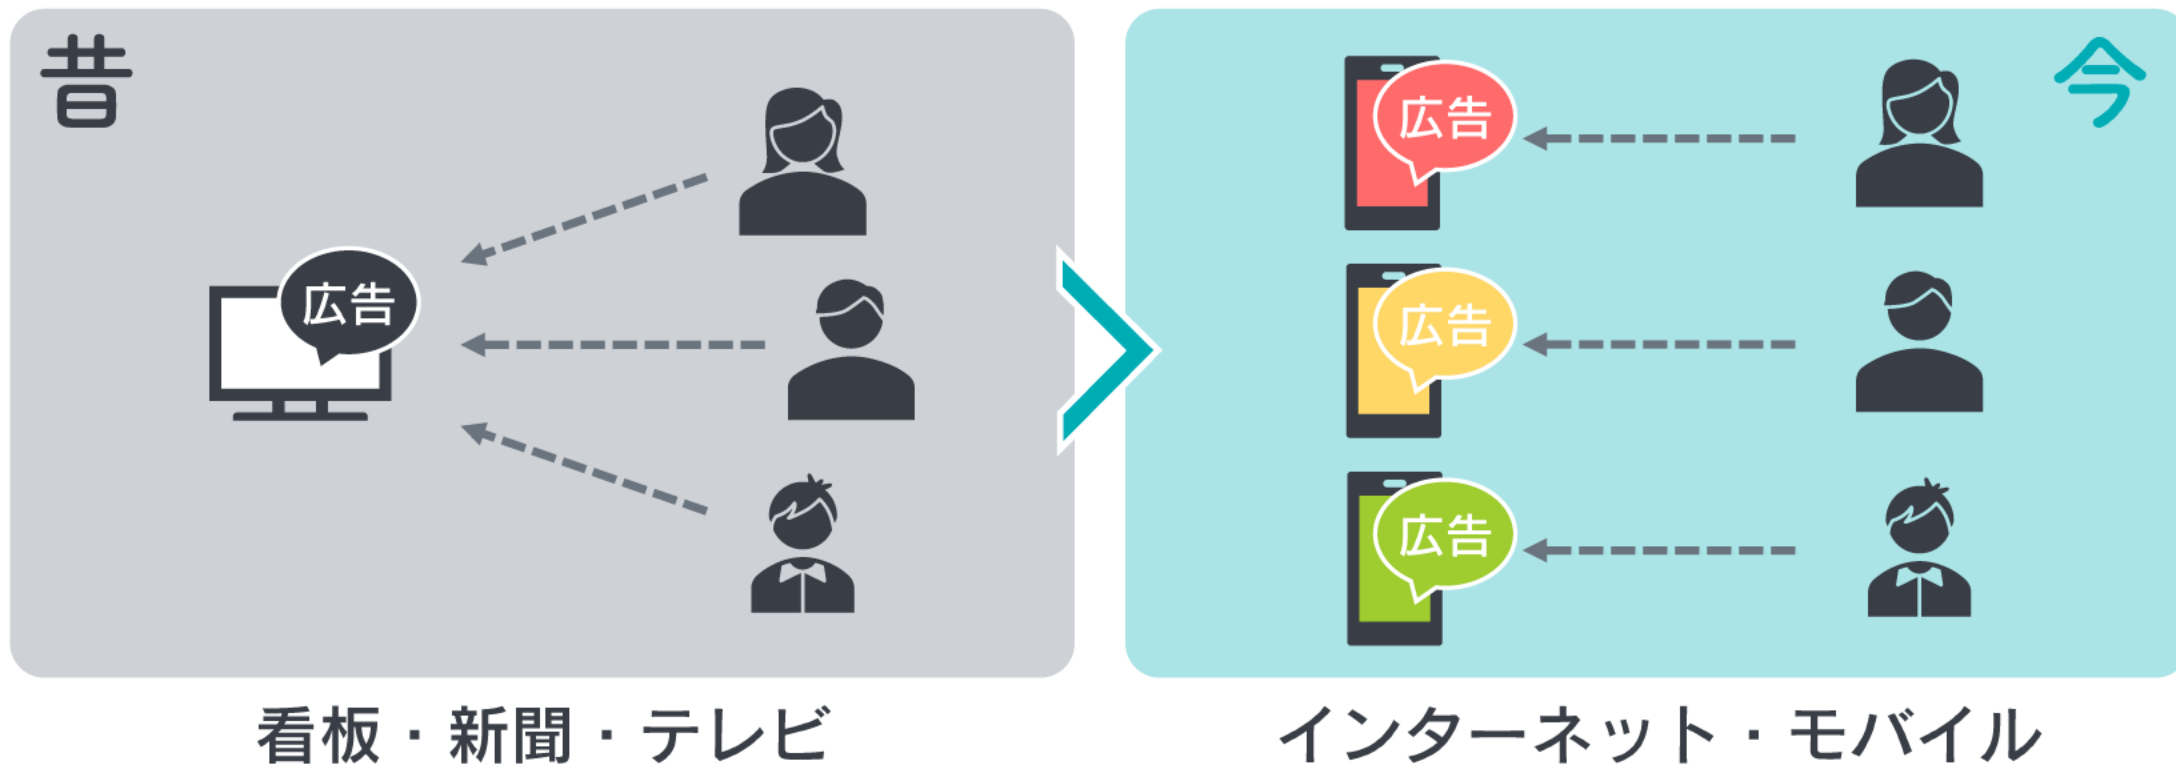 昔
広告
看板・新聞・テレビ
今
広告
広告
広告
インターネット・モバイル